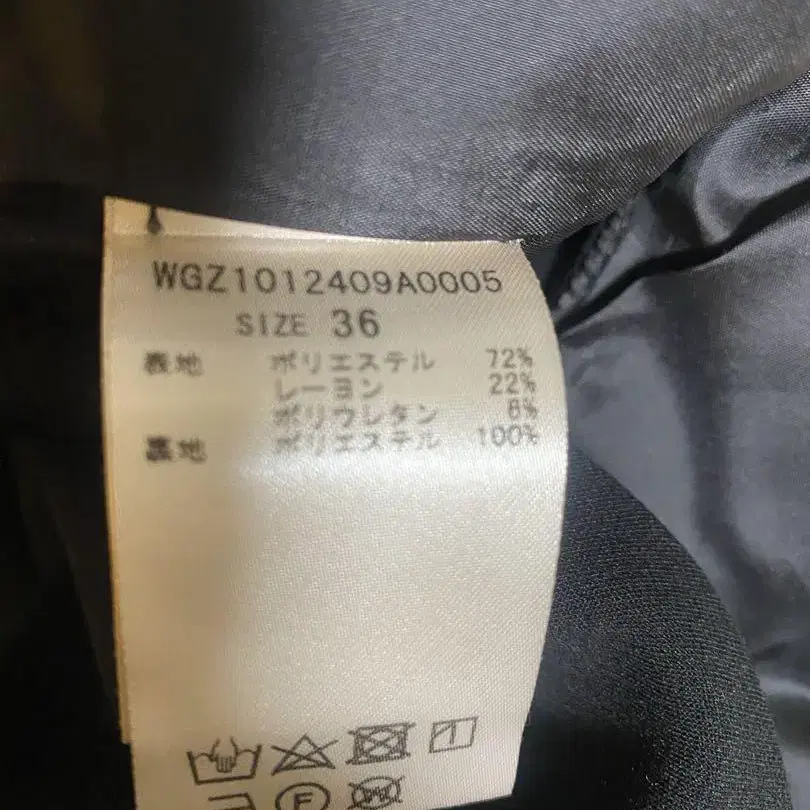 WGZ1012409A0005
SIZE 36
表地 ポリエステル 72%
レーヨン 22%
ポリウレタン 6%
裏地 ポリエステル 100%